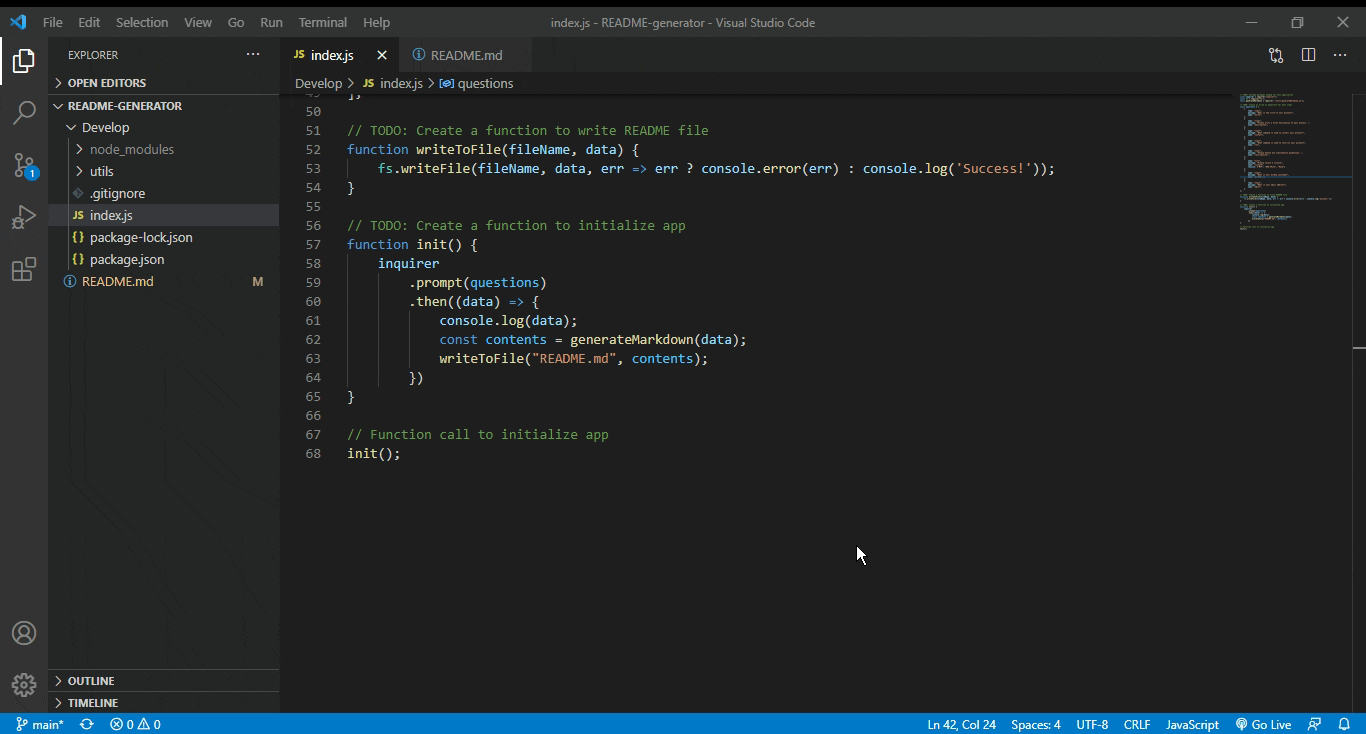 File Edit Selection View Go Run Terminal Help index.js - README-generator - Visual Studio Code
EXPLORER
OPEN EDITORS
README-GENERATOR
Develop
node_modules
utils
.gitignore
JS index.js
{} package-lock.json
{} package.json
README.md M
OUTLINE
TIMELINE
JS index.js README.md
Develop > JS index.js > questions
50
51 // TODO: Create a function to write README file
52 function writeToFile(fileName, data) {
53 fs.writeFile(fileName, data, err => err ? console.error(err) : console.log('Success!'));
54 }
55
56 // TODO: Create a function to initialize app
57 function init() {
58 inquirer
59 .prompt(questions)
60 .then((data) => {
61 console.log(data);
62 const contents = generateMarkdown(data);
63 writeToFile("README.md", contents);
64 })
65 }
66
67 // Function call to initialize app
68 init();
1
main* 0 0 Ln 42, Col 24 Spaces: 4 UTF-8 CRLF JavaScript Go Live